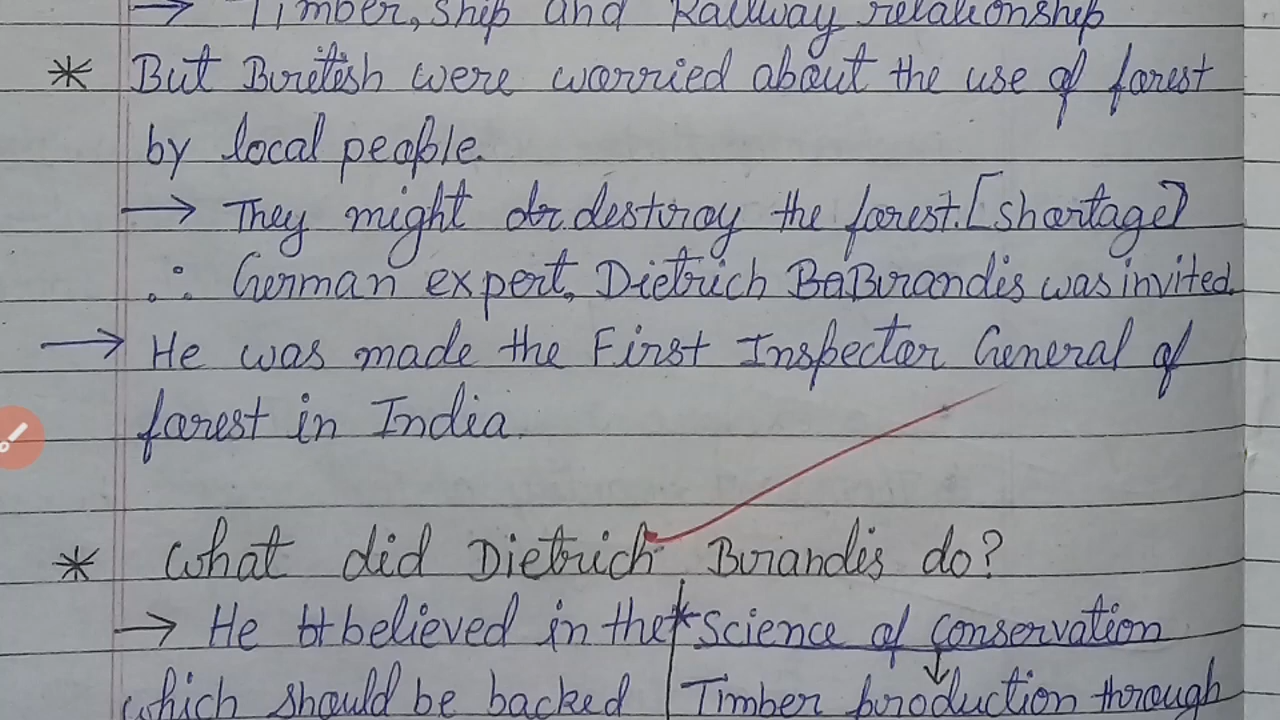 → Timber, Ship and Railway relationship
* But British were worried about the use of forest
by local people.
→ They might dr. destroy the forest. [shortage]
∴ German expert, Dietrich BaBrandis was invited.
→ He was made the First Inspector General of
forest in India.
* What did Dietrich Brandis do?
→ He bt believed in the * Science of Conservation
which should be backed | Timber production through